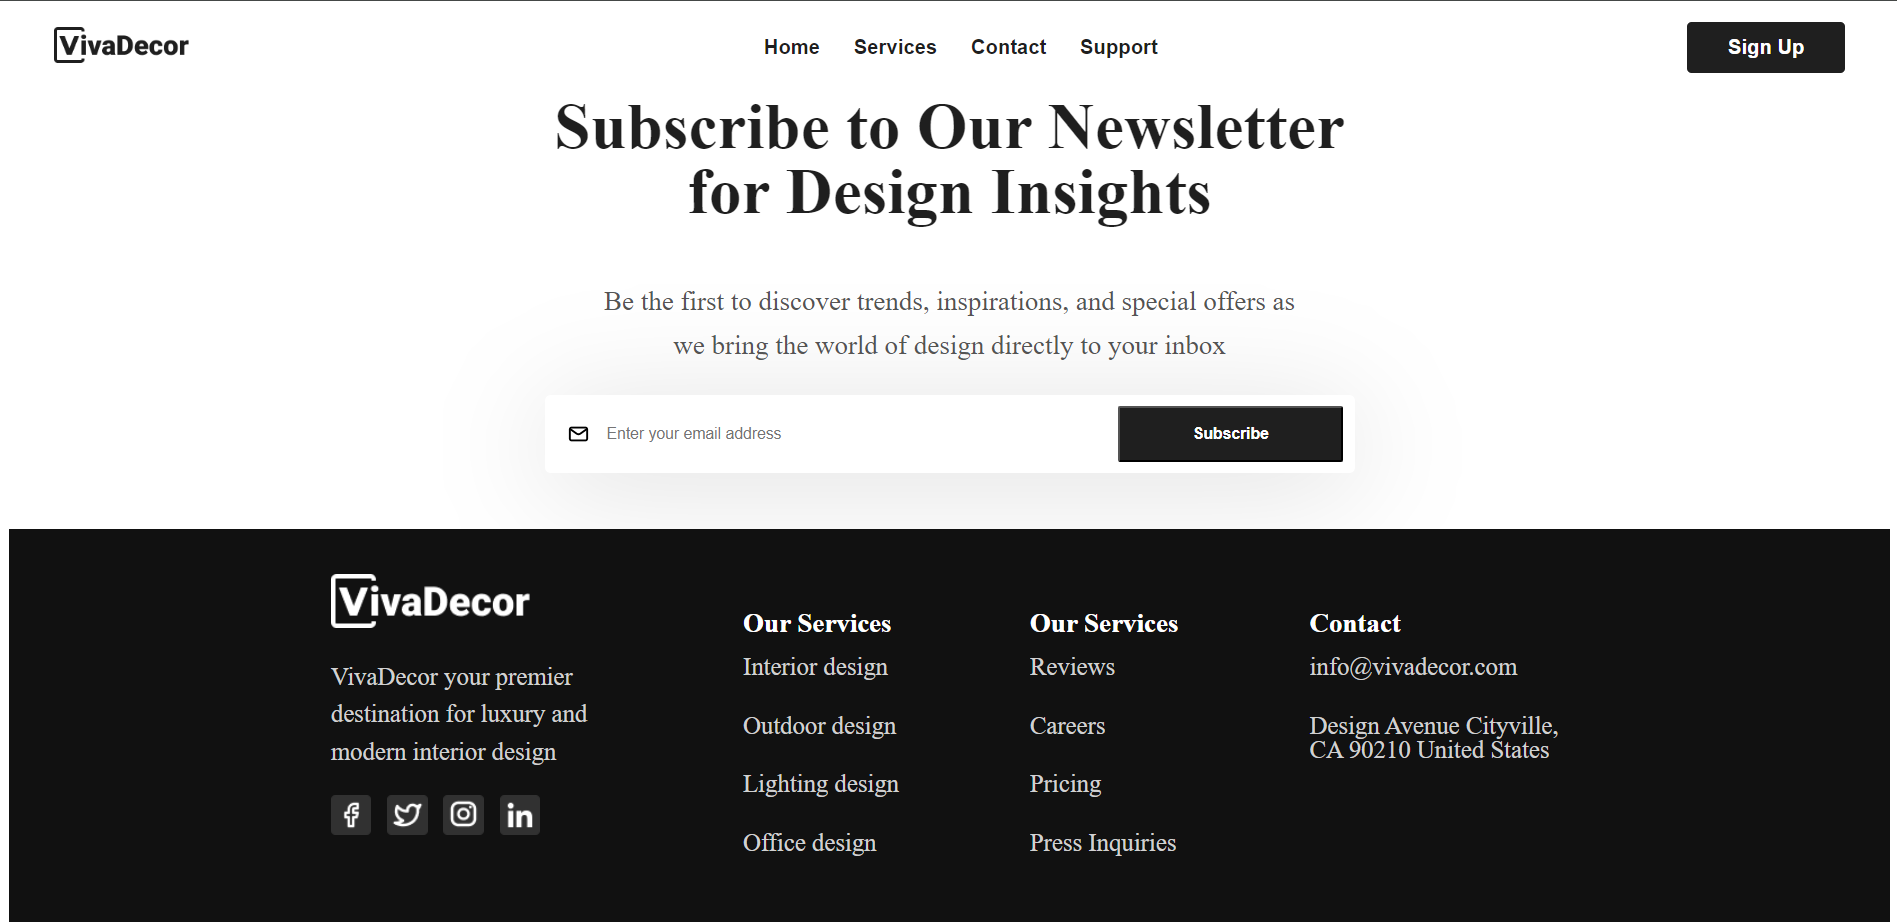 VivaDecor
Home Services Contact Support
Sign Up
Subscribe to Our Newsletter
for Design Insights
Be the first to discover trends, inspirations, and special offers as
we bring the world of design directly to your inbox
Enter your email address
Subscribe
VivaDecor
VivaDecor your premier
destination for luxury and
modern interior design
Our Services
Interior design
Outdoor design
Lighting design
Office design
Our Services
Reviews
Careers
Pricing
Press Inquiries
Contact
info@vivadecor.com
Design Avenue Cityville,
CA 90210 United States